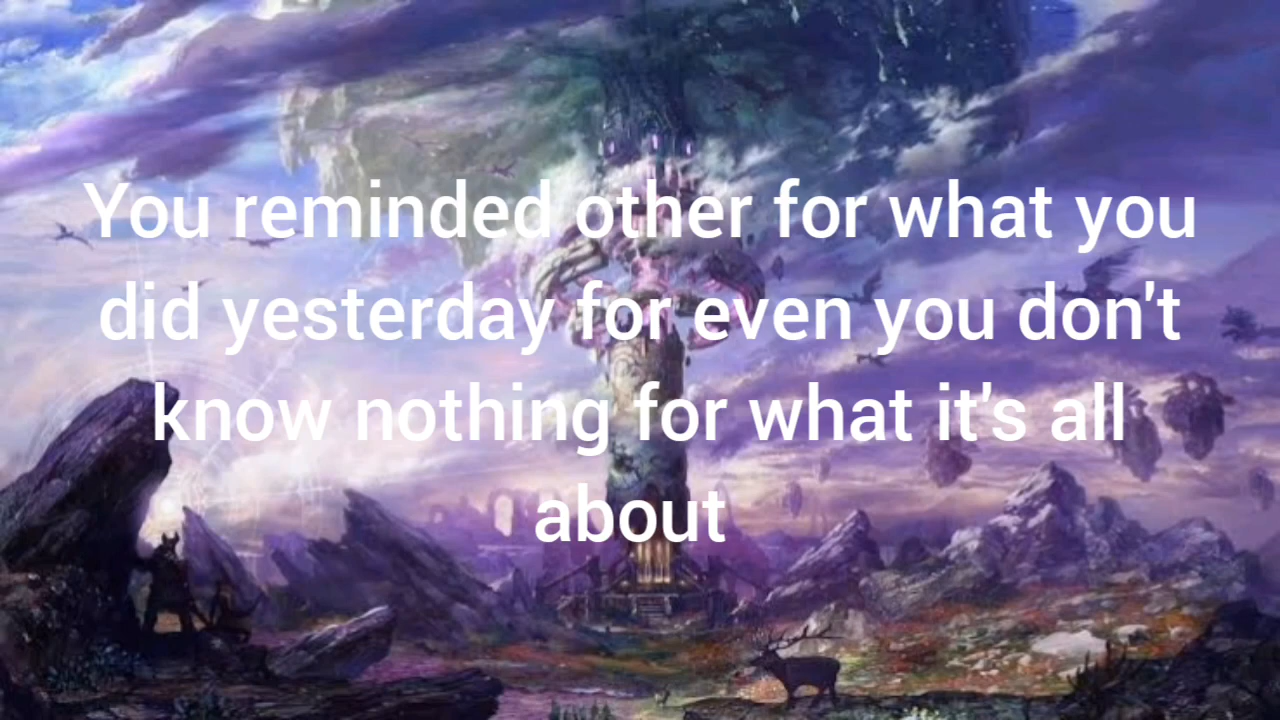 You reminded other for what you
did yesterday for even you don't
know nothing for what it's all
about